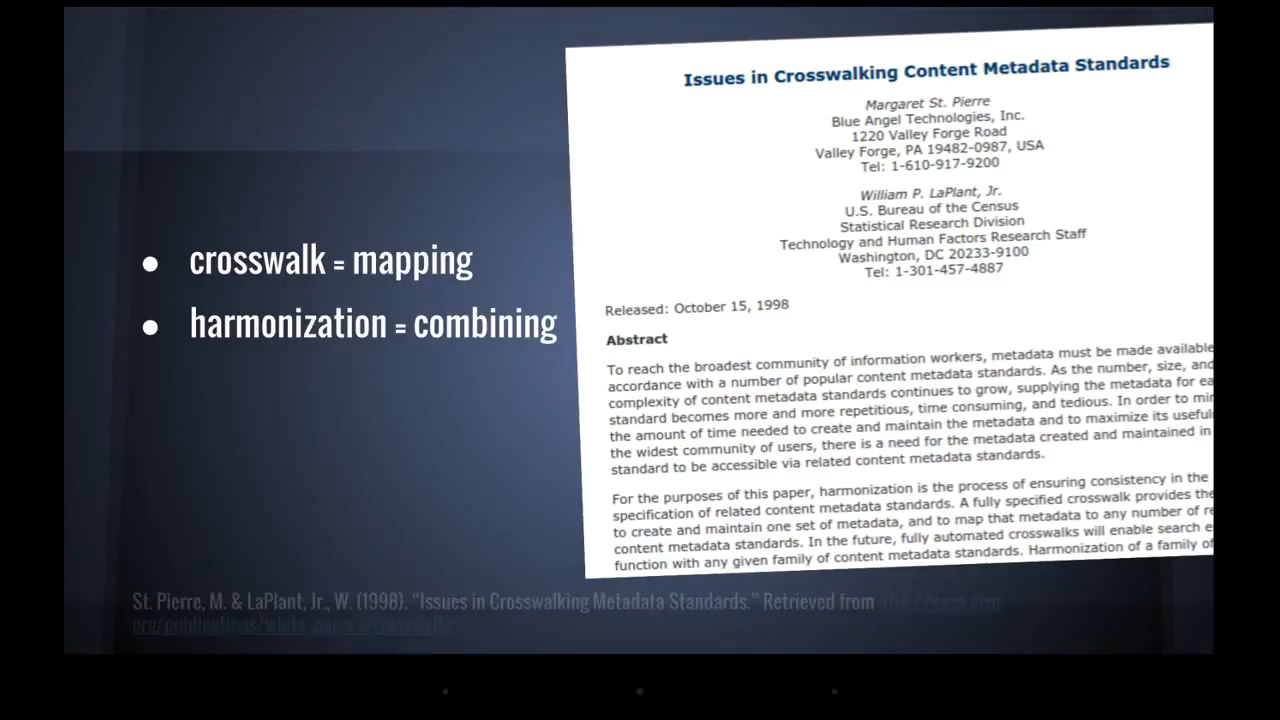 ● crosswalk = mapping
● harmonization = combining
Issues in Crosswalking Content Metadata Standards
Margaret St. Pierre
Blue Angel Technologies, Inc.
1220 Valley Forge Road
Valley Forge, PA 19482-0987, USA
Tel: 1-610-917-9200
William P. LaPlant, Jr.
U.S. Bureau of the Census
Statistical Research Division
Technology and Human Factors Research Staff
Washington, DC 20233-9100
Tel: 1-301-457-4887
Released: October 15, 1998
Abstract
To reach the broadest community of information workers, metadata must be made available
accordance with a number of popular content metadata standards. As the number, size, and
complexity of content metadata standards continues to grow, supplying the metadata for ea
standard becomes more and more repetitious, time consuming, and tedious. In order to min
the amount of time needed to create and maintain the metadata and to maximize its useful
the widest community of users, there is a need for the metadata created and maintained in
standard to be accessible via related content metadata standards.
For the purposes of this paper, harmonization is the process of ensuring consistency in the
specification of related content metadata standards. A fully specified crosswalk provides the
to create and maintain one set of metadata, and to map that metadata to any number of re
content metadata standards. In the future, fully automated crosswalks will enable search e
function with any given family of content metadata standards. Harmonization of a family of
St. Pierre, M. & LaPlant, Jr., W. (1998). “Issues in Crosswalking Metadata Standards.” Retrieved from